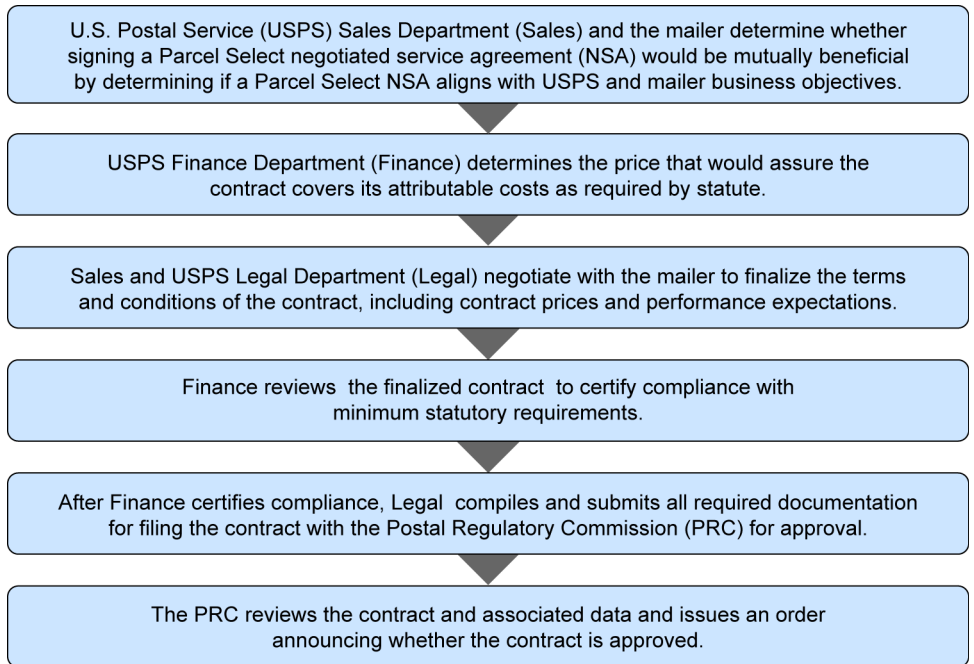 U.S. Postal Service (USPS) Sales Department (Sales) and the mailer determine whether
signing a Parcel Select negotiated service agreement (NSA) would be mutually beneficial
by determining if a Parcel Select NSA aligns with USPS and mailer business objectives.
USPS Finance Department (Finance) determines the price that would assure the
contract covers its attributable costs as required by statute.
Sales and USPS Legal Department (Legal) negotiate with the mailer to finalize the terms
and conditions of the contract, including contract prices and performance expectations.
Finance reviews the finalized contract to certify compliance with
minimum statutory requirements.
After Finance certifies compliance, Legal compiles and submits all required documentation
for filing the contract with the Postal Regulatory Commission (PRC) for approval.
The PRC reviews the contract and associated data and issues an order
announcing whether the contract is approved.